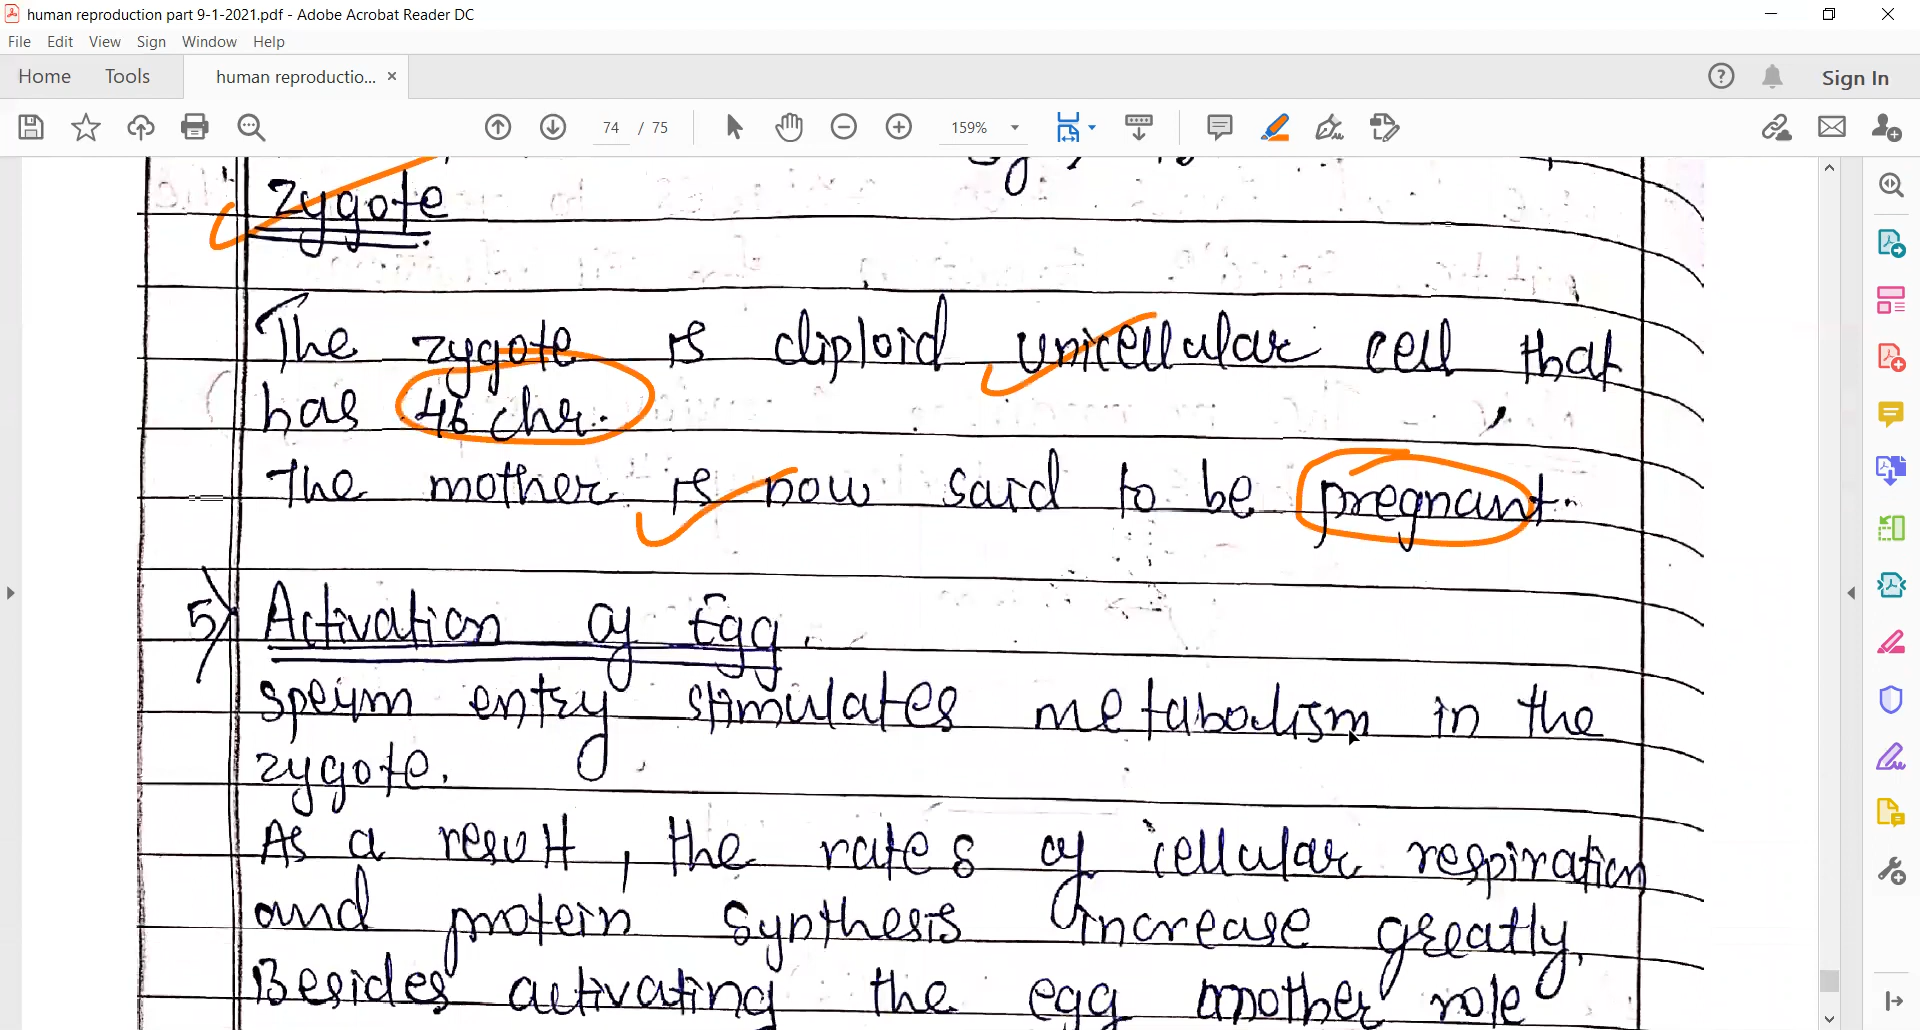 human reproduction part 9-1-2021.pdf - Adobe Acrobat Reader DC
File Edit View Sign Window Help
Home Tools human reproductio... × Sign In
74 / 75 159%
zygote
The zygote is diploid unicellular cell that
has 46 chr.
The mother is now said to be pregnant.
5) Activation of Egg.
sperm entry stimulates metabolism in the
zygote.
As a result, the rates of cellular respiration
and protein synthesis increase greatly.
Besides activating the egg another role